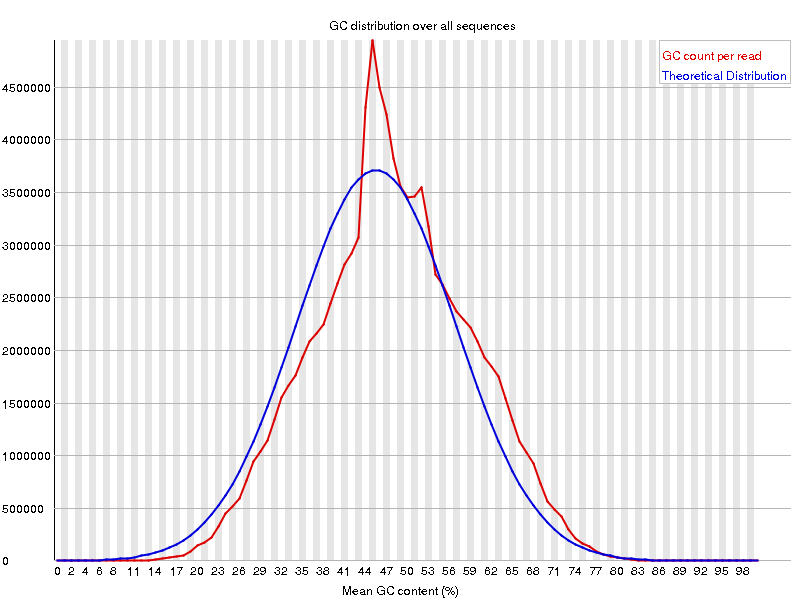 GC distribution over all sequences
GC count per read
Theoretical Distribution
4500000
4000000
3500000
3000000
2500000
2000000
1500000
1000000
500000
0
0 2 4 6 8 11 14 17 20 23 26 29 32 35 38 41 44 47 50 53 56 59 62 65 68 71 74 77 80 83 86 89 92 95 98
Mean GC content (%)